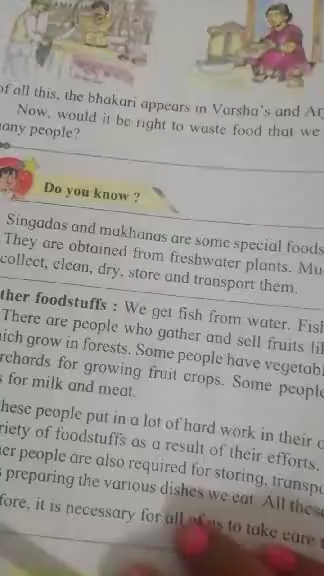 of all this, the bhakari appears in Varsha's and
Now, would it be right to waste food that we
many people?
Do you know ?
Singadas and makhanas are some special foods
They are obtained from freshwater plants.
collect, clean, dry, store and transport them.
ther foodstuffs : We get fish from water. Fish
There are people who gather and sell fruits
ich grow in forests. Some people have
rchards for growing fruit crops. Some people
for milk and meat.
hese people put in a lot of hard work in their
riety of foodstuffs as a result of their efforts.
er people are also required for storing,
preparing the various dishes we eat. All these
fore, it is necessary for all of us to take care